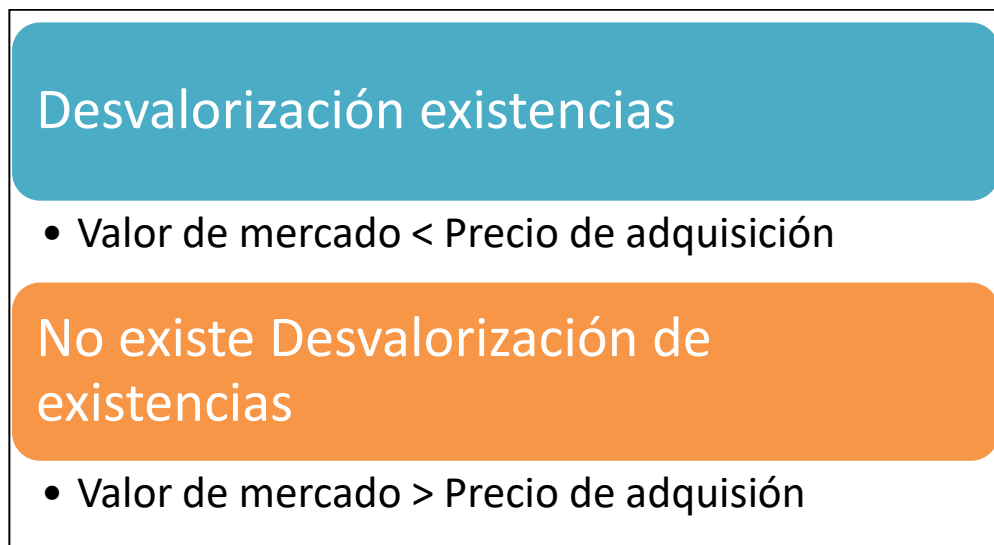 Desvalorización existencias
• Valor de mercado < Precio de adquisición
No existe Desvalorización de
existencias
• Valor de mercado > Precio de adquisión